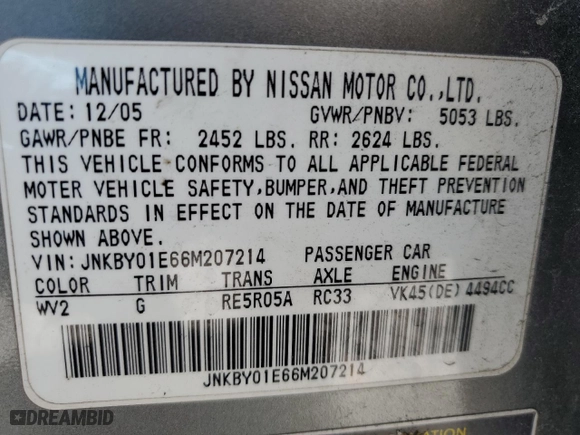 MANUFACTURED BY NISSAN MOTOR CO.,LTD.
DATE: 12/05 GVWR/PNBV: 5053 LBS.
GAWR/PNBE FR: 2452 LBS. RR: 2624 LBS.
THIS VEHICLE CONFORMS TO ALL APPLICABLE FEDERAL
MOTOR VEHICLE SAFETY,BUMPER,AND THEFT PREVENTION
STANDARDS IN EFFECT ON THE DATE OF MANUFACTURE
SHOWN ABOVE.
VIN: JNKBY01E66M207214 PASSENGER CAR
COLOR TRIM TRANS AXLE ENGINE
WV2 G RE5R05A RC33 VK45(DE) 4494CC
JNKBY01E66M207214
DREAMBID